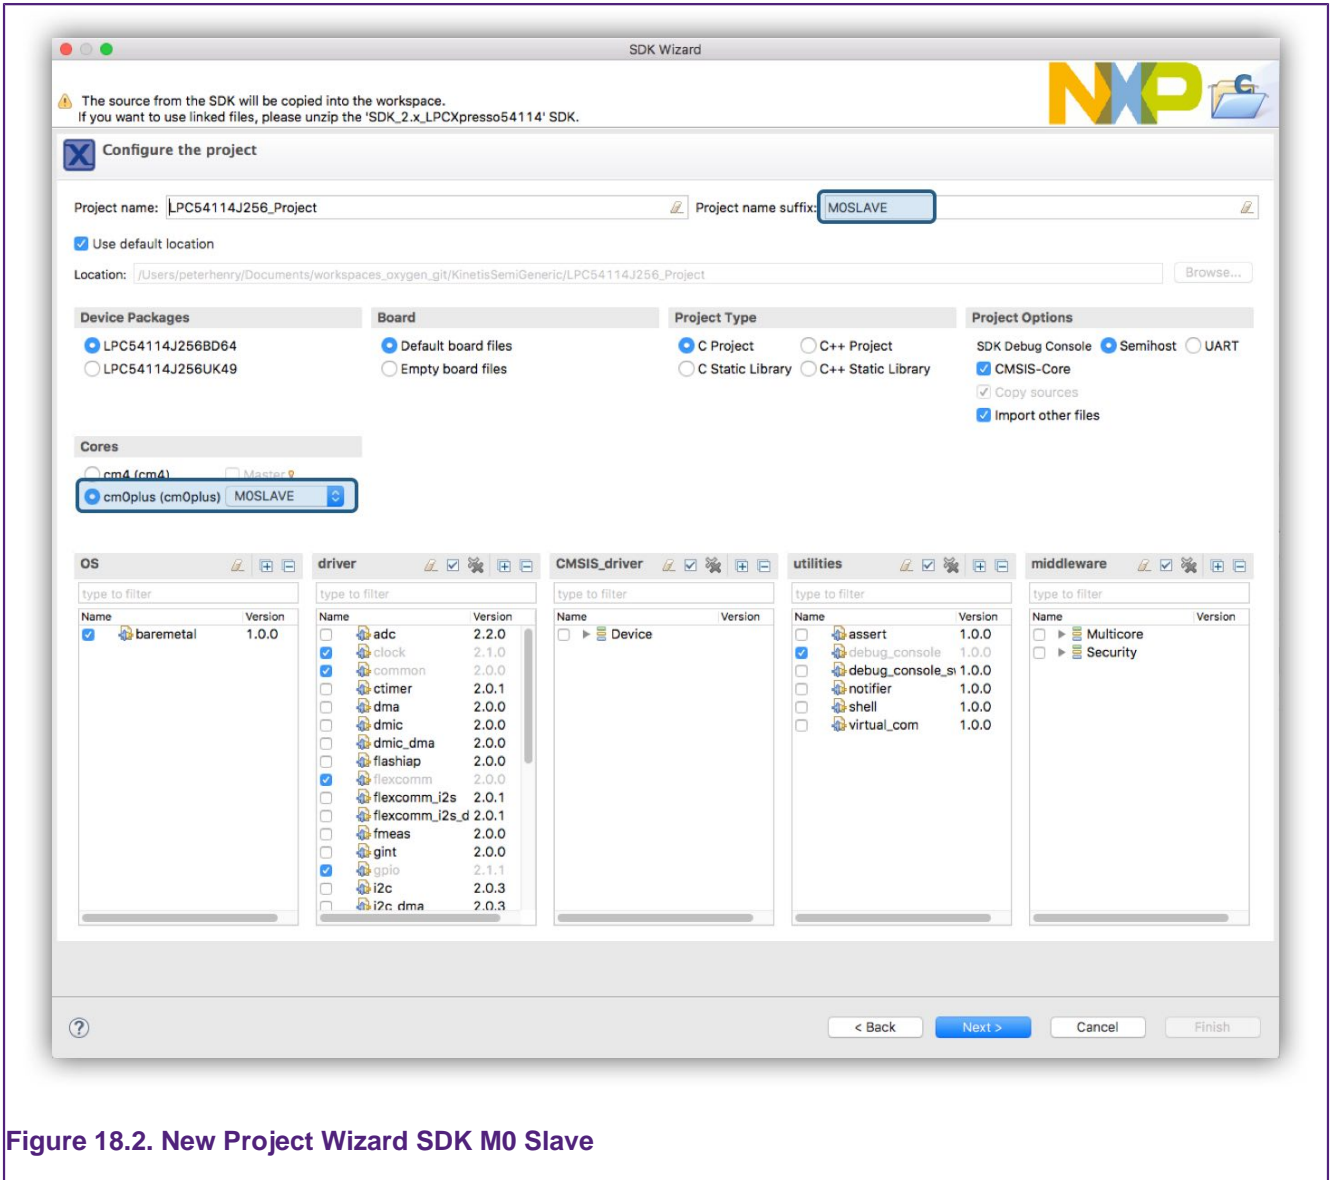 SDK Wizard
NXP
C
The source from the SDK will be copied into the workspace.
If you want to use linked files, please unzip the 'SDK_2.x_LPCXpresso54114' SDK.
X Configure the project
Project name: LPC54114J256_Project Project name suffix: M0SLAVE
Use default location
Location: /Users/peterhenry/Documents/workspaces_oxygen_git/KinetisSemiGeneric/LPC54114J256_Project Browse...
Device Packages Board Project Type Project Options
LPC54114J256BD64 Default board files C Project C++ Project SDK Debug Console Semihost UART
LPC54114J256UK49 Empty board files C Static Library C++ Static Library CMSIS-Core
Copy sources
Import other files
Cores
cm4 (cm4) Master
cm0plus (cm0plus) M0SLAVE
OS driver CMSIS_driver utilities middleware
type to filter type to filter type to filter type to filter type to filter
Name Version Name Version Name Version Name Version Name Version
baremetal 1.0.0 adc 2.2.0 Device assert 1.0.0 Multicore
clock 2.1.0 debug_console 1.0.0 Security
common 2.0.0 debug_console_sw 1.0.0
ctimer 2.0.1 notifier 1.0.0
dma 2.0.0 shell 1.0.0
dmic 2.0.0 virtual_com 1.0.0
dmic_dma 2.0.0
flashiap 2.0.0
flexcomm 2.0.0
flexcomm_i2s 2.0.1
flexcomm_i2s_d 2.0.1
fmeas 2.0.0
gint 2.0.0
gpio 2.1.1
i2c 2.0.3
i2c_dma 2.0.3
? < Back Next > Cancel Finish
Figure 18.2. New Project Wizard SDK M0 Slave